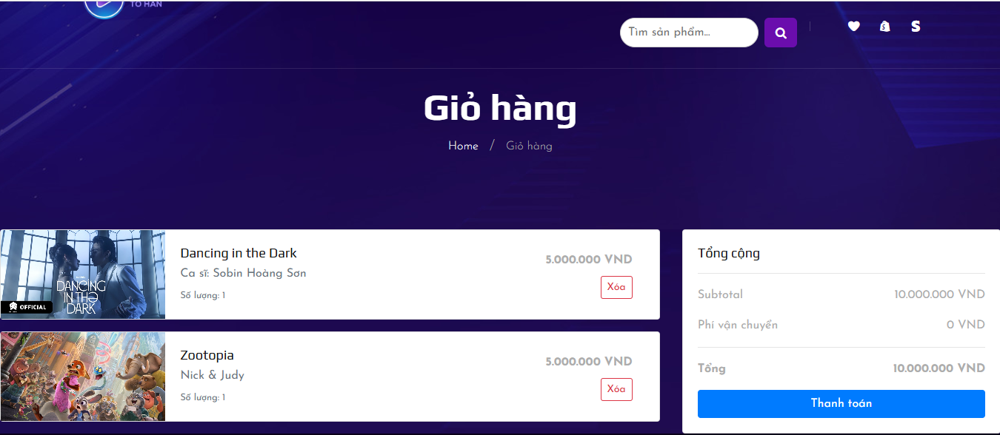 TO HAN
Tìm sản phẩm...
S
Giỏ hàng
Home / Giỏ hàng
DANCING
IN THE
DARK
OFFICIAL
Dancing in the Dark
Ca sĩ: Sobin Hoàng Sơn
Số lượng: 1
5.000.000 VND
Xóa
Zootopia
Nick & Judy
Số lượng: 1
5.000.000 VND
Xóa
Tổng cộng
Subtotal 10.000.000 VND
Phí vận chuyển 0 VND
Tổng 10.000.000 VND
Thanh toán